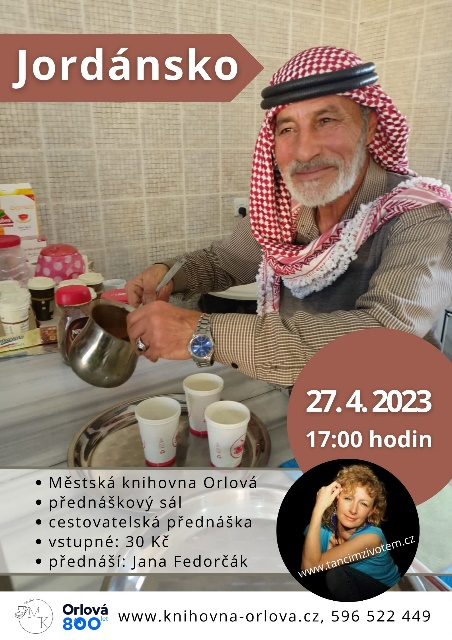 Jordánsko
27. 4. 2023
17:00 hodin
• Městská knihovna Orlová
• přednáškový sál
• cestovatelská přednáška
• vstupné: 30 Kč
• přednáší: Jana Fedorčák
www.tancimzivotem.cz
MK
Orlová
800 let
www.knihovna-orlova.cz, 596 522 449